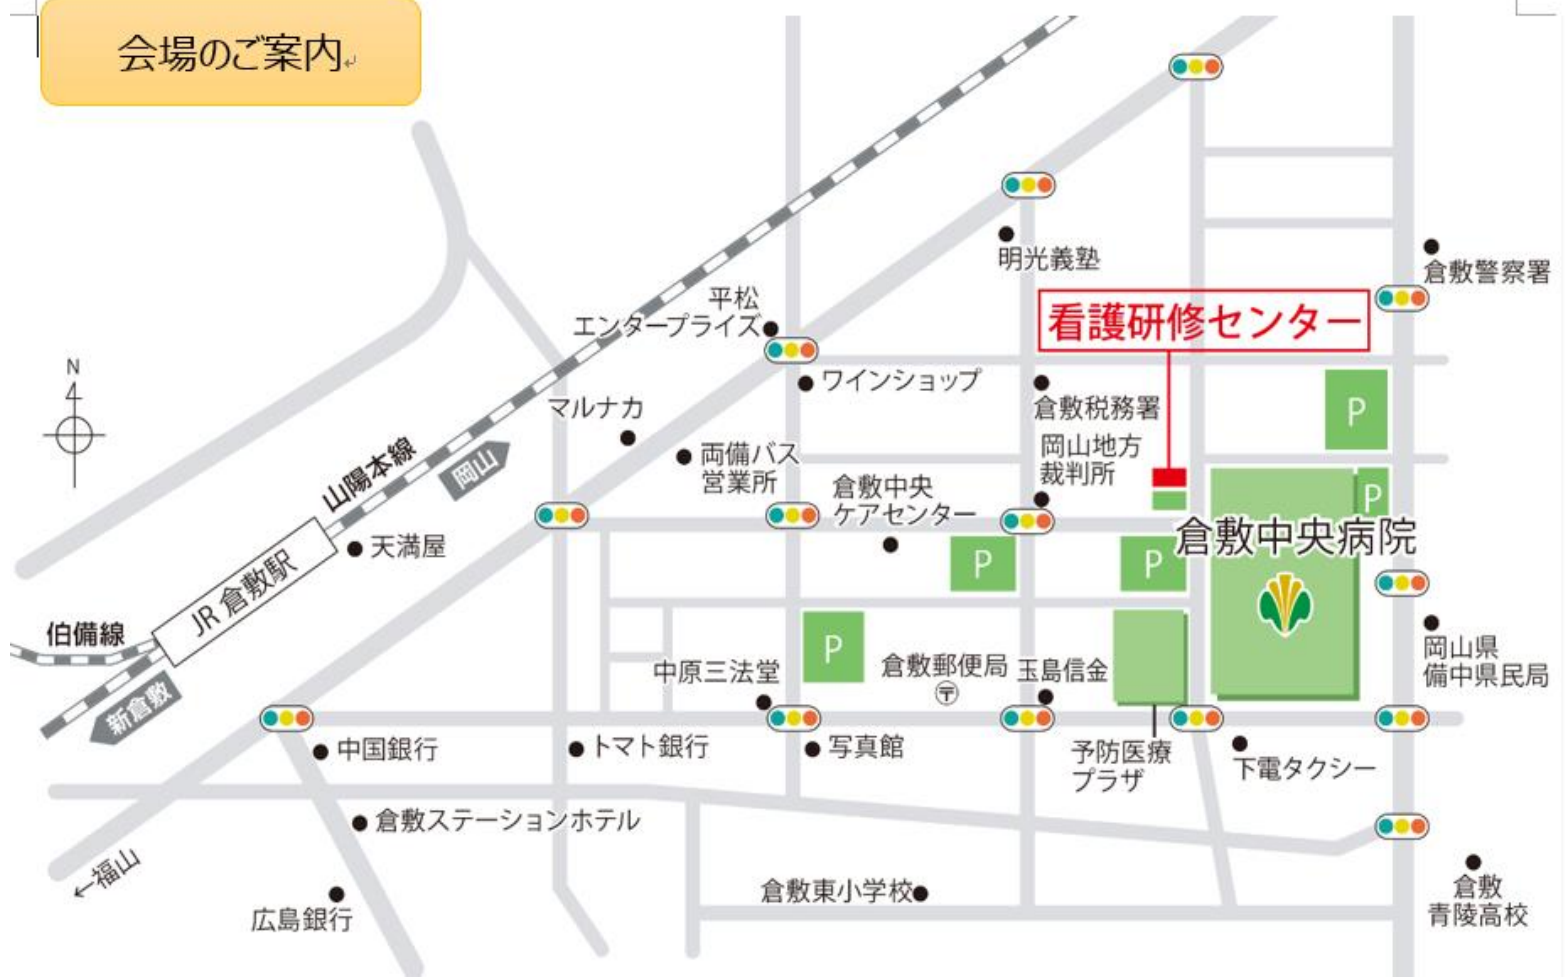 会場のご案内
N
明光義塾
倉敷警察署
平松
エンタープライズ
看護研修センター
ワインショップ
P
マルナカ
倉敷税務署
山陽本線
岡山
両備バス
営業所
岡山地方
裁判所
倉敷中央
ケアセンター
P
倉敷中央病院
天満屋
P
P
JR 倉敷駅
伯備線
岡山県
備中県民局
P
中原三法堂
倉敷郵便局
〒
玉島信金
新倉敷
中国銀行
トマト銀行
写真館
予防医療
プラザ
下電タクシー
倉敷ステーションホテル
←福山
広島銀行
倉敷東小学校
倉敷
青陵高校